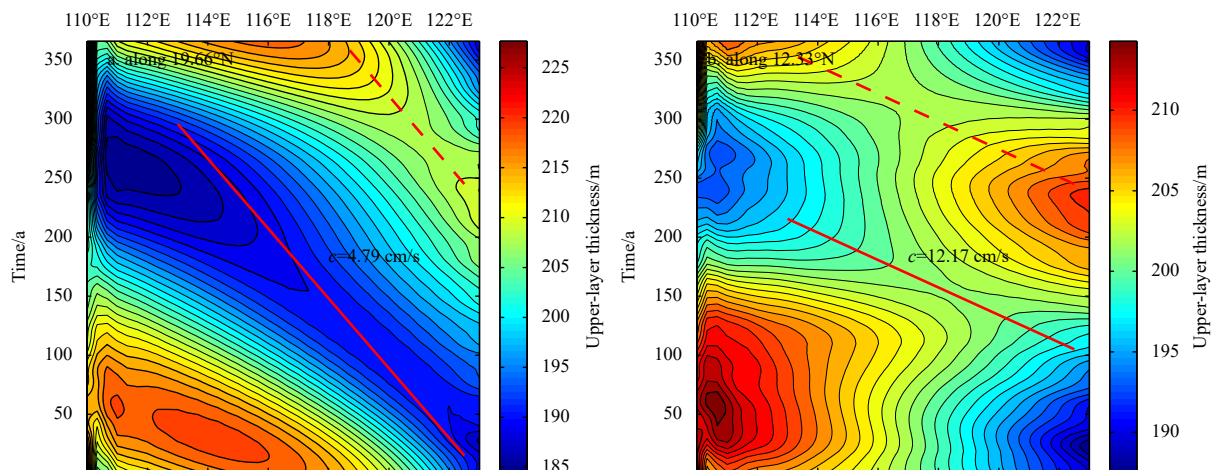 110°E 112°E 114°E 116°E 118°E 120°E 122°E
350
300
250
200
150
100
50
Time/a
a. along 19.66°N
c=4.79 cm/s
225
220
215
210
205
200
195
190
185
Upper-layer thickness/m
110°E 112°E 114°E 116°E 118°E 120°E 122°E
350
300
250
200
150
100
50
Time/a
b. along 12.33°N
c=12.17 cm/s
210
205
200
195
190
Upper-layer thickness/m